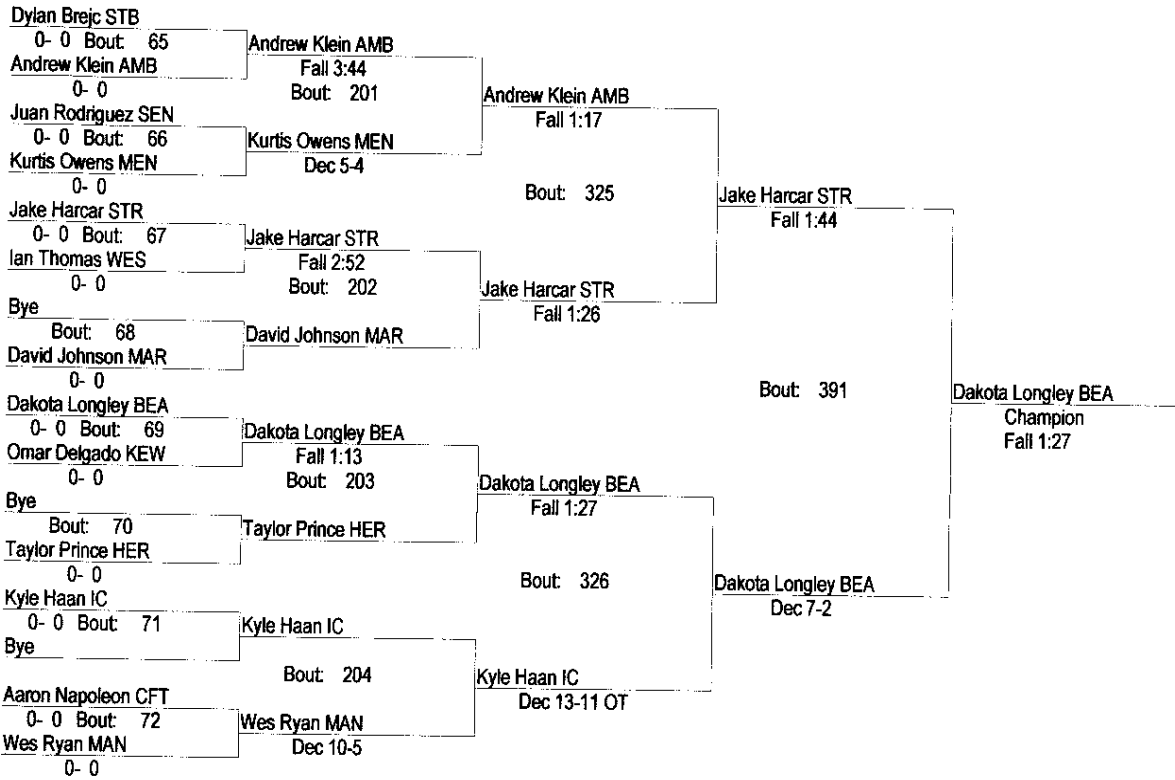 Dylan Brejc STB
0- 0 Bout: 65
Andrew Klein AMB
0- 0
Juan Rodriguez SEN
0- 0 Bout: 66
Kurtis Owens MEN
0- 0
Jake Harcar STR
0- 0 Bout: 67
Ian Thomas WES
0- 0
Bye
Bout: 68
David Johnson MAR
0- 0
Dakota Longley BEA
0- 0 Bout: 69
Omar Delgado KEW
0- 0
Bye
Bout: 70
Taylor Prince HER
0- 0
Kyle Haan IC
0- 0 Bout: 71
Bye
Aaron Napoleon CFT
0- 0 Bout: 72
Wes Ryan MAN
0- 0
Andrew Klein AMB
Fall 3:44
Bout: 201
Kurtis Owens MEN
Dec 5-4
Jake Harcar STR
Fall 2:52
Bout: 202
David Johnson MAR
Dakota Longley BEA
Fall 1:13
Bout: 203
Taylor Prince HER
Kyle Haan IC
Bout: 204
Wes Ryan MAN
Dec 10-5
Andrew Klein AMB
Fall 1:17
Bout: 325
Jake Harcar STR
Fall 1:26
Dakota Longley BEA
Fall 1:27
Bout: 326
Kyle Haan IC
Dec 13-11 OT
Jake Harcar STR
Fall 1:44
Bout: 391
Dakota Longley BEA
Dec 7-2
Dakota Longley BEA
Champion
Fall 1:27